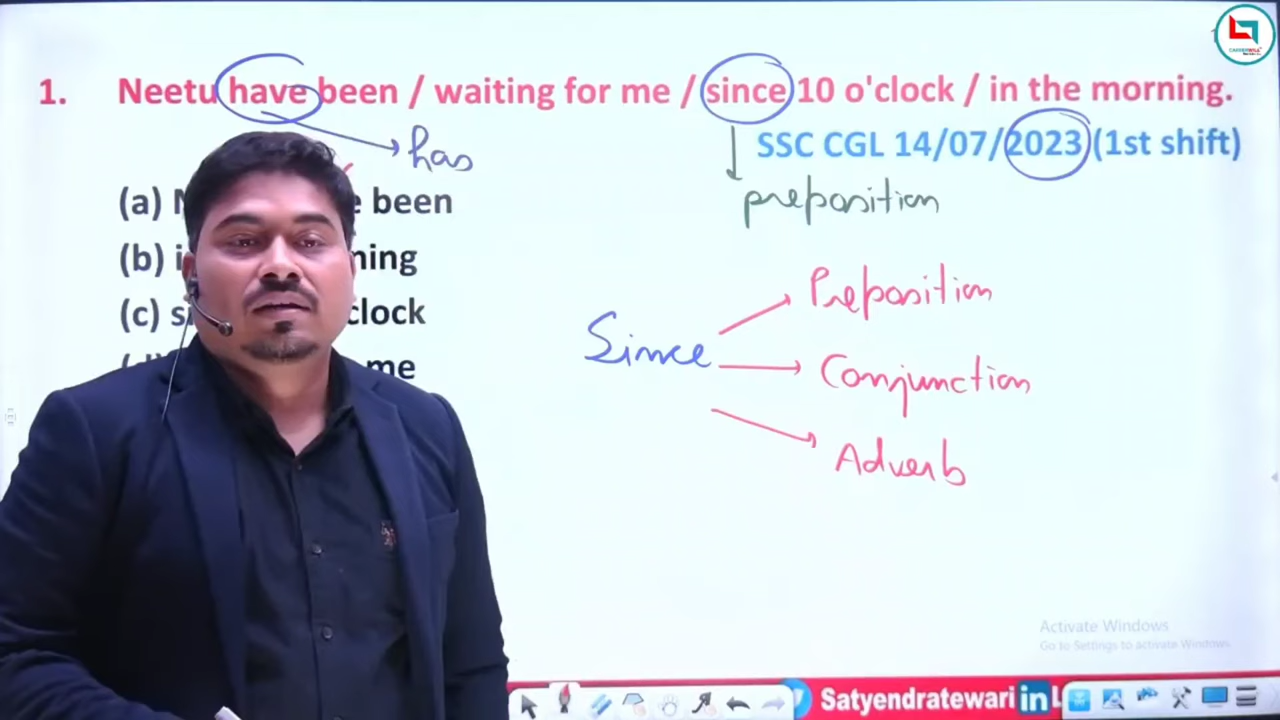 1. Neetu have been / waiting for me / since 10 o'clock / in the morning.
has
SSC CGL 14/07/2023 (1st shift)
preposition
(a) N been
(b) i ning
(c) s clock
me
Since
Preposition
Conjunction
Adverb
CAREERWILL
Activate Windows
Go to Settings to activate Windows.
Satyendratewari in L